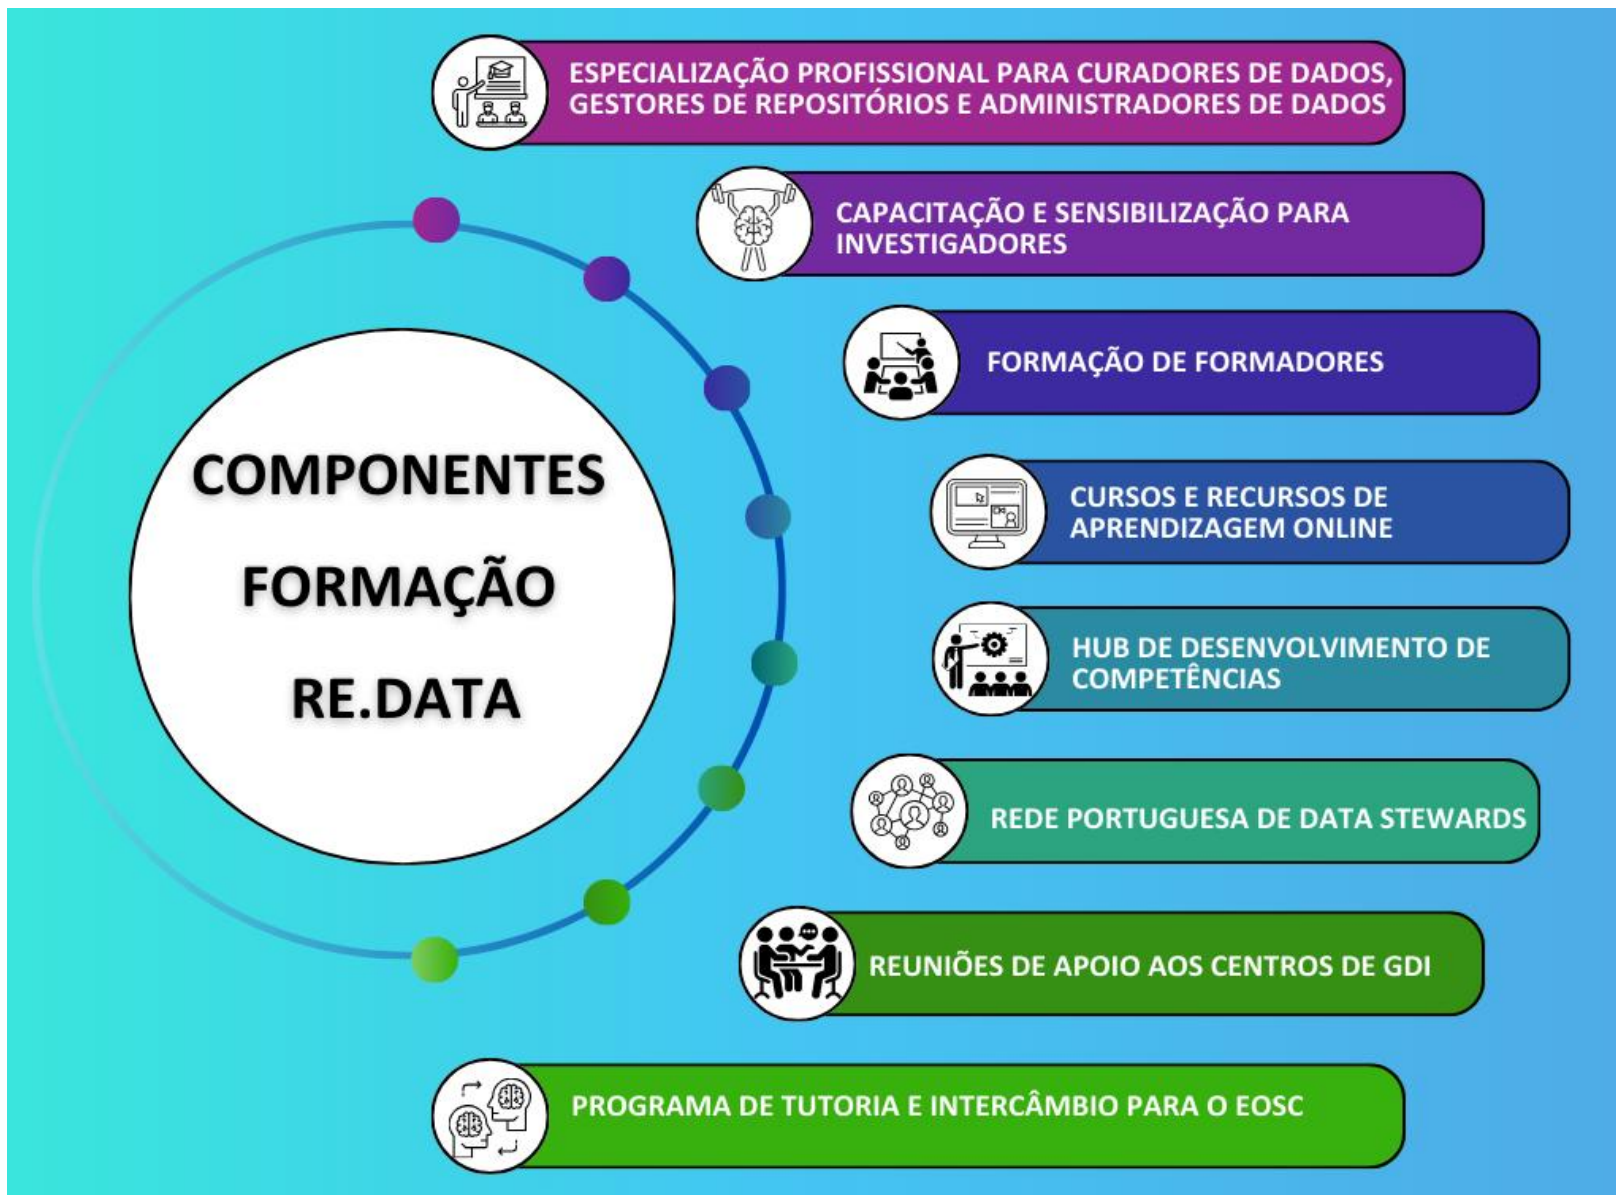 ESPECIALIZAÇÃO PROFISSIONAL PARA CURADORES DE DADOS,
GESTORES DE REPOSITÓRIOS E ADMINISTRADORES DE DADOS
CAPACITAÇÃO E SENSIBILIZAÇÃO PARA
INVESTIGADORES
FORMAÇÃO DE FORMADORES
CURSOS E RECURSOS DE
APRENDIZAGEM ONLINE
HUB DE DESENVOLVIMENTO DE
COMPETÊNCIAS
REDE PORTUGUESA DE DATA STEWARDS
REUNIÕES DE APOIO AOS CENTROS DE GDI
PROGRAMA DE TUTORIA E INTERCÂMBIO PARA O EOSC
COMPONENTES
FORMAÇÃO
RE.DATA